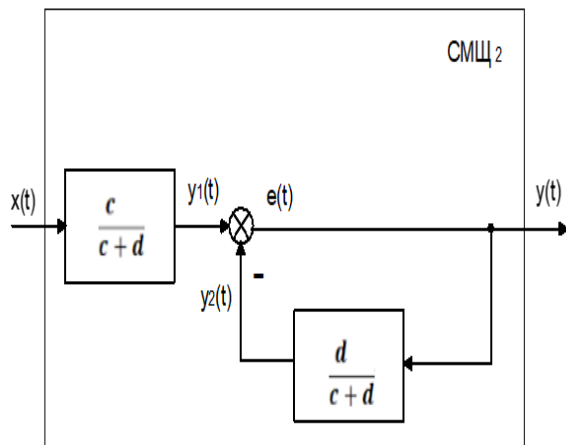 СМЩ 2
x(t)
c
c + d
y1(t)
e(t)
y(t)
y2(t)
-
d
c + d